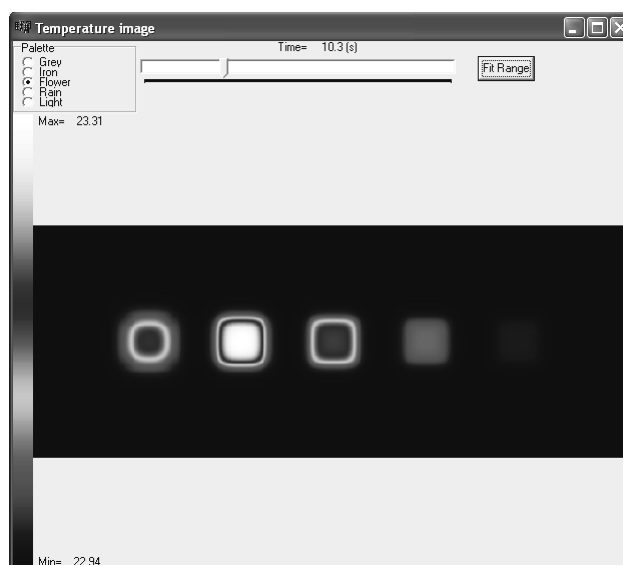 Temperature image
Palette
Time= 10.3 (s)
Grey
Iron
Flower
Rain
Light
Fit Range
Max= 23.31
Min= 22.94